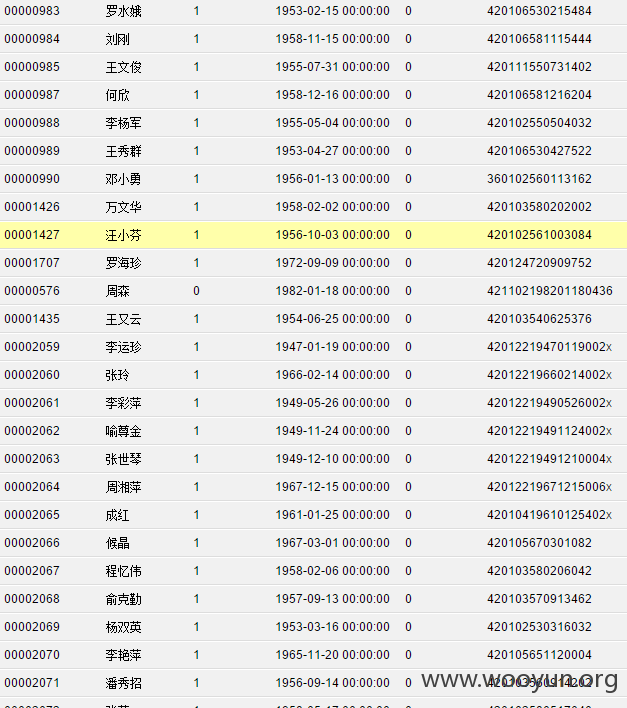 00000983 罗水娥 1 1953-02-15 00:00:00 0 420106530215484
00000984 刘刚 1 1958-11-15 00:00:00 0 420106581115444
00000985 王文俊 1 1955-07-31 00:00:00 0 420111550731402
00000987 何欣 1 1958-12-16 00:00:00 0 420106581216204
00000988 李杨军 1 1955-05-04 00:00:00 0 420102550504032
00000989 王秀群 1 1953-04-27 00:00:00 0 420106530427522
00000990 邓小勇 1 1956-01-13 00:00:00 0 360102560113162
00001426 万文华 1 1958-02-02 00:00:00 0 420103580202002
00001427 汪小芬 1 1956-10-03 00:00:00 0 420102561003084
00001707 罗海珍 1 1972-09-09 00:00:00 0 420124720909752
00000576 周森 0 1982-01-18 00:00:00 0 421102198201180436
00001435 王又云 1 1954-06-25 00:00:00 0 420103540625376
00002059 李运珍 1 1947-01-19 00:00:00 0 42012219470119002x
00002060 张玲 1 1966-02-14 00:00:00 0 42012219660214002x
00002061 李彩萍 1 1949-05-26 00:00:00 0 42012219490526002x
00002062 喻尊金 1 1949-11-24 00:00:00 0 42012219491124002x
00002063 张世琴 1 1949-12-10 00:00:00 0 42012219491210004x
00002064 周湘萍 1 1967-12-15 00:00:00 0 42012219671215006x
00002065 成红 1 1961-01-25 00:00:00 0 42010419610125402x
00002066 候晶 1 1967-03-01 00:00:00 0 420105670301082
00002067 程忆伟 1 1958-02-06 00:00:00 0 420103580206042
00002068 俞克勤 1 1957-09-13 00:00:00 0 420103570913462
00002069 杨双英 1 1953-03-16 00:00:00 0 420102530316032
00002070 李艳萍 1 1965-11-20 00:00:00 0 420105651120004
00002071 潘秀招 1 1956-09-14 00:00:00 0
www.wooyun.org